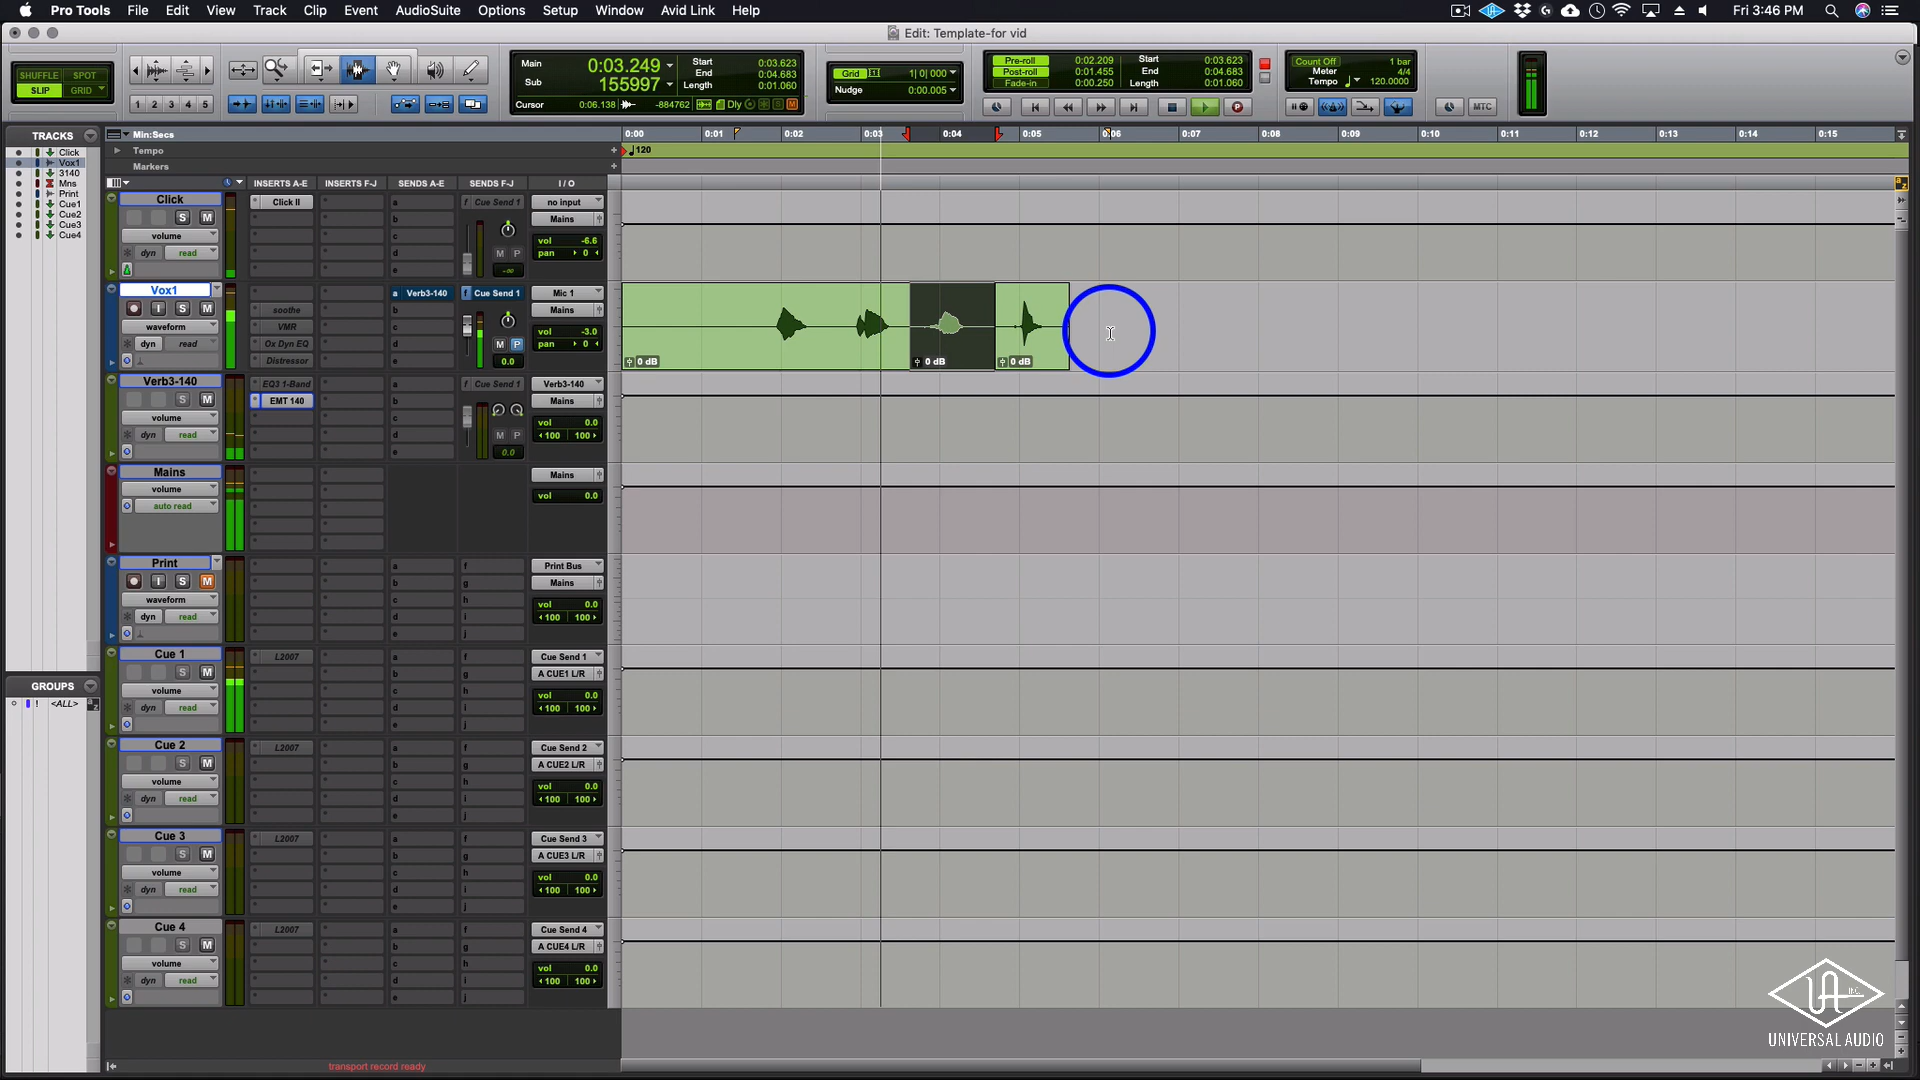 Pro Tools File Edit View Track Clip Event AudioSuite Options Setup Window Avid Link Help Fri 3:46 PM
Edit: Template-for vid
SHUFFLE SPOT
SLIP GRID
1 2 3 4 5
Main 0:03.249
Sub 155997
Start 0:03.623
End 0:04.683
Length 0:01.060
Cursor 0:06.138 -884762 Dly
Grid 1| 0| 000
Nudge 0:00.005
Pre-roll 0:02.209
Post-roll 0:01.455
Fade-in 0:00.250
Start 0:03.623
End 0:04.683
Length 0:01.060
Count Off 1 bar
Meter 4/4
Tempo 120.0000
MTC
TRACKS
Click
Vox1
3140
Mns
Print
Cue1
Cue2
Cue3
Cue4
GROUPS
! <ALL>
Min:Secs 0:00 0:01 0:02 0:03 0:04 0:05 0:06 0:07 0:08 0:09 0:10 0:11 0:12 0:13 0:14 0:15
Tempo 120
Markers
INSERTS A-E INSERTS F-J SENDS A-E SENDS F-J I / O
Click
S M
volume
dyn read
Click II
a
b
c
d
e
f Cue Send 1
M P
-∞
no input
Mains
vol -6.6
pan 0
Vox1
I S M
waveform
dyn read
soothe
VMR
Ox Dyn EQ
Distressor
a Verb3-140
b
c
d
e
f Cue Send 1
M P
0.0
Mic 1
Mains
vol -3.0
pan 0
0 dB 0 dB 0 dB
Verb3-140
S M
volume
dyn read
EQ3 1-Band
EMT 140
a
b
c
d
e
f Cue Send 1
M P
0.0
Verb3-140
Mains
vol 0.0
100 100
Mains
volume
auto read
Mains
vol 0.0
Print
I S M
waveform
dyn read
a f
b g
c h
d i
e j
Print Bus
Mains
vol 0.0
100 100
Cue 1
S M
volume
dyn read
L2007
a f
b g
c h
d i
e j
Cue Send 1
A CUE1 L/R
vol 0.0
100 100
Cue 2
S M
volume
dyn read
L2007
a f
b g
c h
d i
e j
Cue Send 2
A CUE2 L/R
vol 0.0
100 100
Cue 3
S M
volume
dyn read
L2007
a f
b g
c h
d i
e j
Cue Send 3
A CUE3 L/R
vol 0.0
100 100
Cue 4
S M
volume
dyn read
L2007
a f
b g
c h
d i
e j
Cue Send 4
A CUE4 L/R
vol 0.0
100 100
transport record ready
UA INC.
UNIVERSAL AUDIO